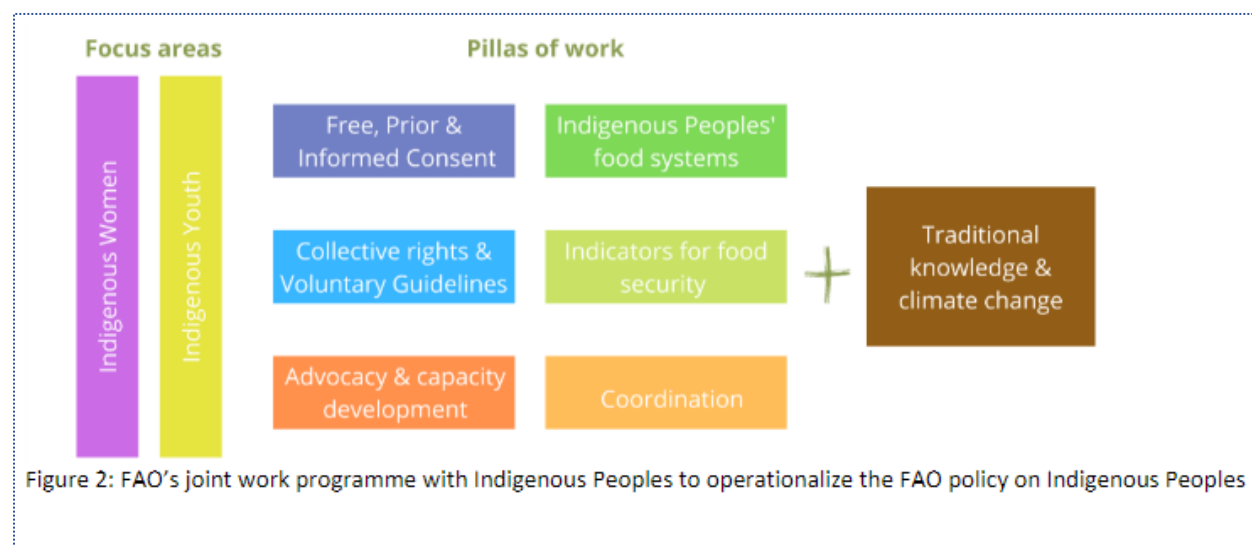 Focus areas
Pillas of work
Indigenous Women
Indigenous Youth
Free, Prior &
Informed Consent
Indigenous Peoples'
food systems
Collective rights &
Voluntary Guidelines
Indicators for food
security
Advocacy & capacity
development
Coordination
+
Traditional
knowledge &
climate change
Figure 2: FAO's joint work programme with Indigenous Peoples to operationalize the FAO policy on Indigenous Peoples